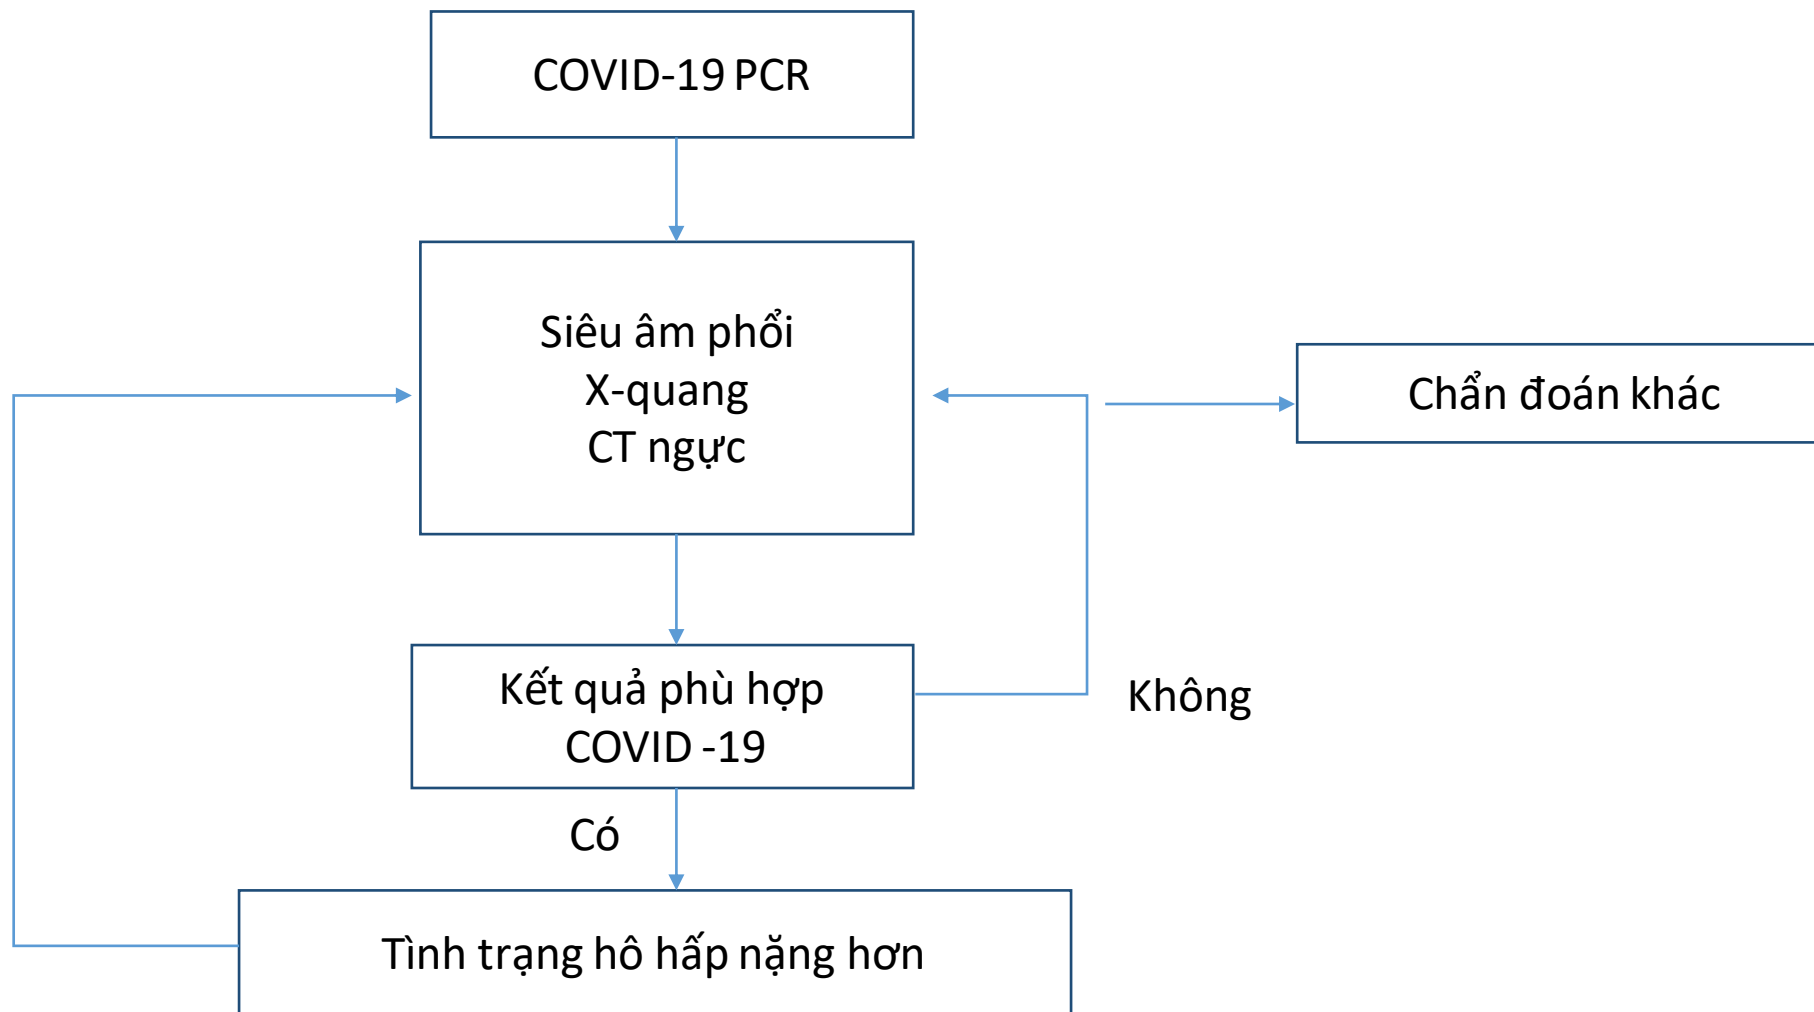 COVID-19 PCR
Siêu âm phổi
X-quang
CT ngực
Chẩn đoán khác
Kết quả phù hợp
COVID -19
Không
Có
Tình trạng hô hấp nặng hơn